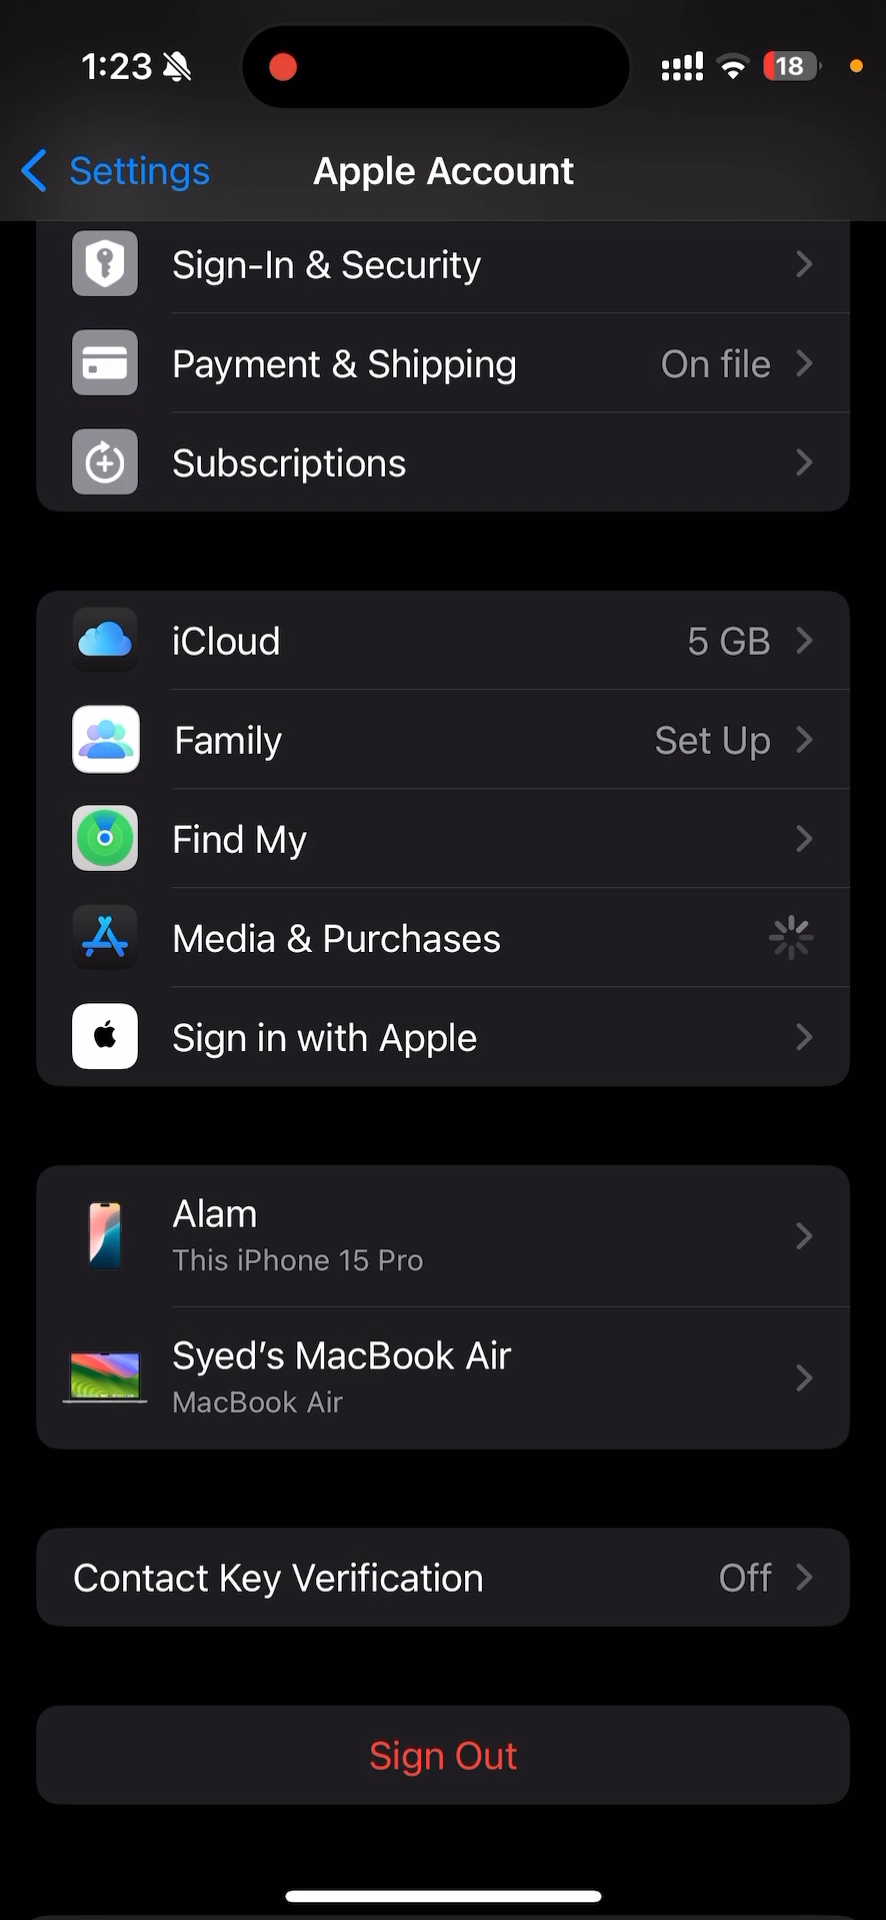 1:23
18
Settings
Apple Account
Sign-In & Security
Payment & Shipping On file
Subscriptions
iCloud 5 GB
Family Set Up
Find My
Media & Purchases
Sign in with Apple
Alam
This iPhone 15 Pro
Syed's MacBook Air
MacBook Air
Contact Key Verification Off
Sign Out